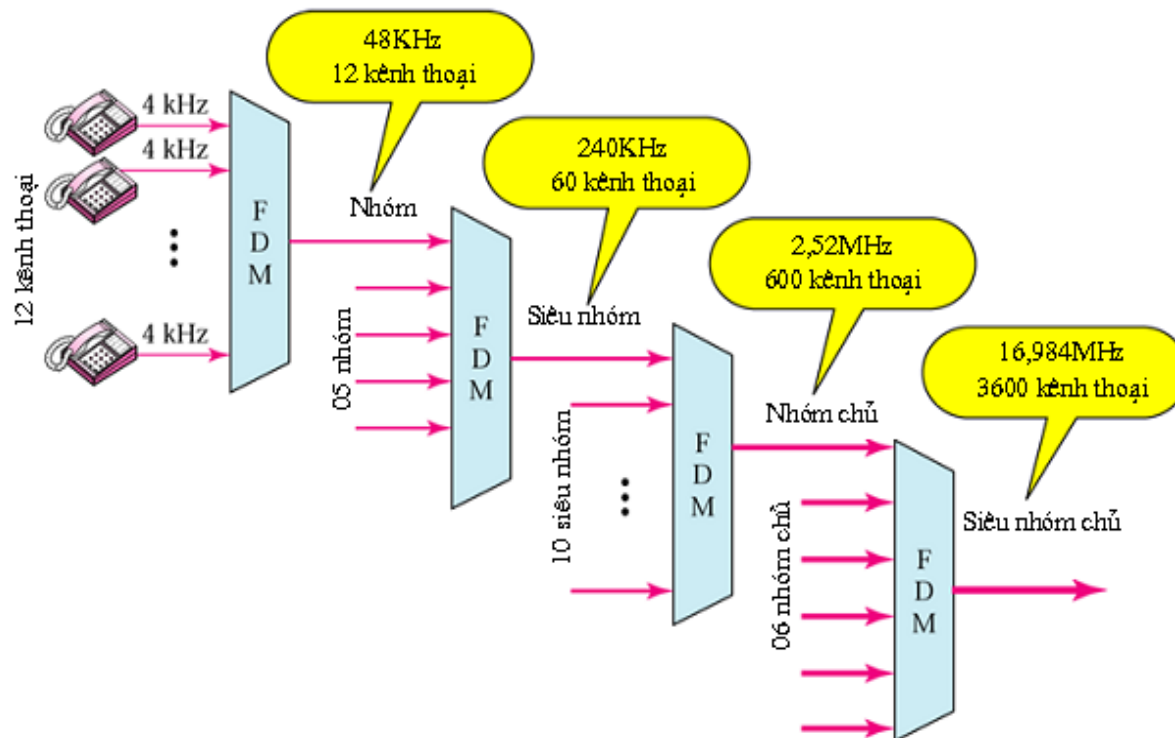 48KHz
12 kênh thoại
4 kHz
4 kHz
4 kHz
12 kênh thoại
F
D
M
Nhóm
240KHz
60 kênh thoại
05 nhóm
F
D
M
Siêu nhóm
2,52MHz
600 kênh thoại
10 siêu nhóm
F
D
M
Nhóm chủ
16,984MHz
3600 kênh thoại
06 nhóm chủ
F
D
M
Siêu nhóm chủ